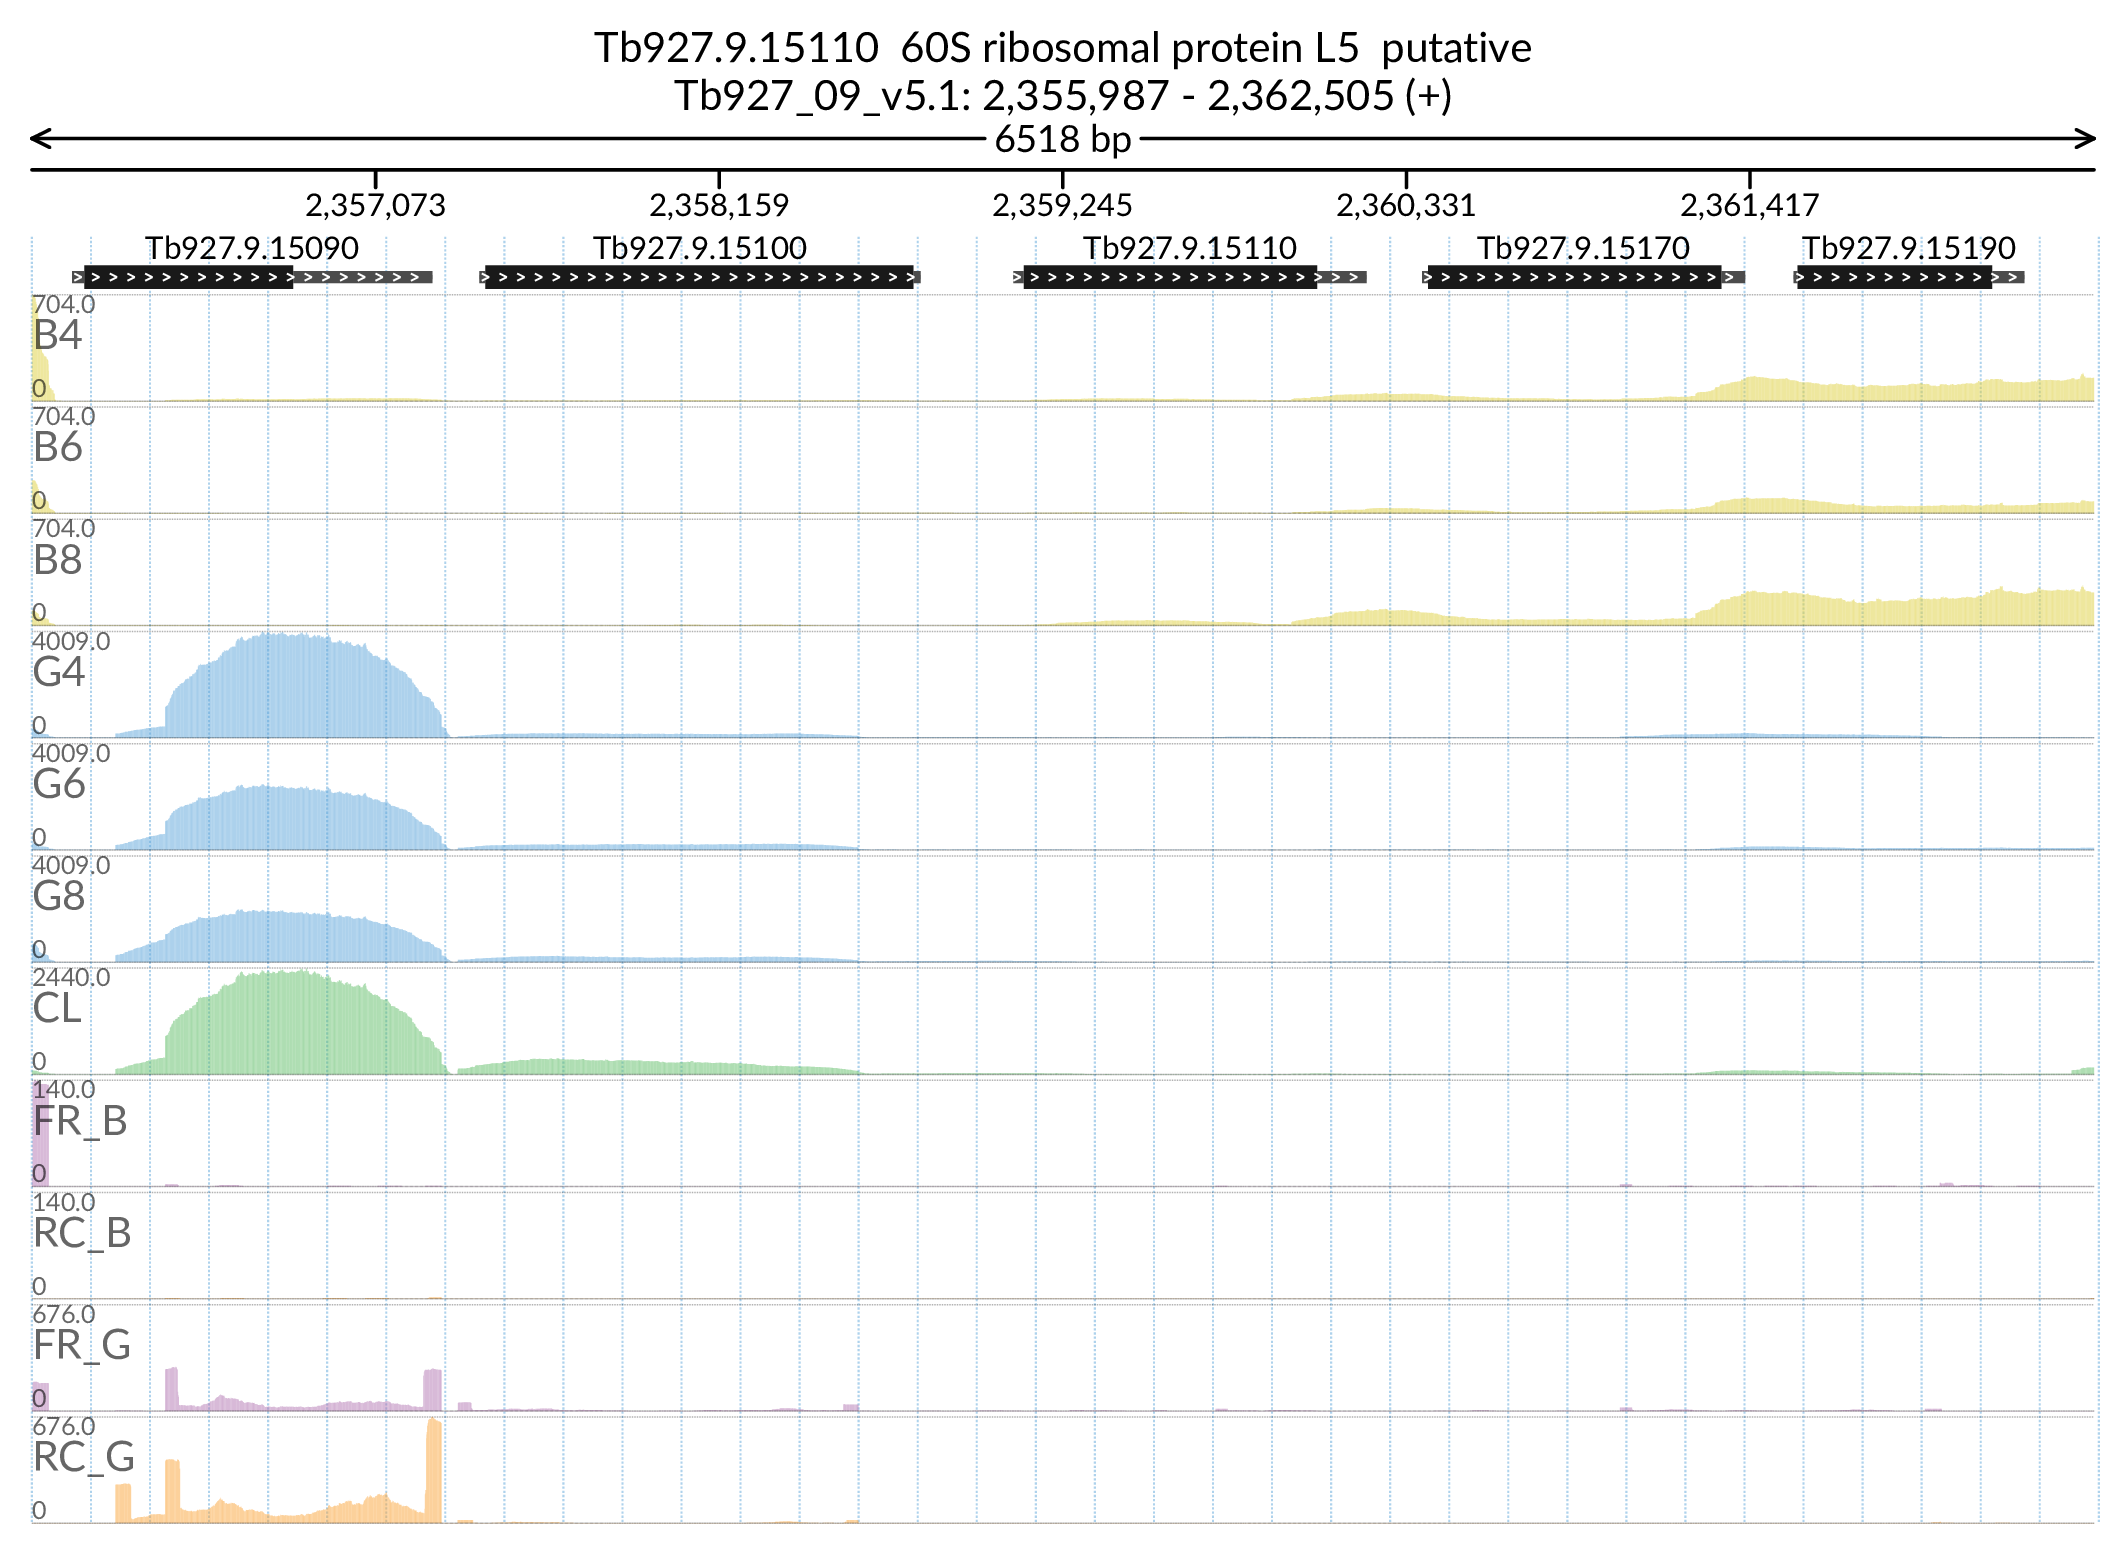 Tb927.9.15110 60S ribosomal protein L5 putative
Tb927_09_v5.1: 2,355,987 - 2,362,505 (+)
6518 bp
2,357,073 2,358,159 2,359,245 2,360,331 2,361,417
Tb927.9.15090 Tb927.9.15100 Tb927.9.15110 Tb927.9.15170 Tb927.9.15190
704.0
B4
0
704.0
B6
0
704.0
B8
0
4009.0
G4
0
4009.0
G6
0
4009.0
G8
0
2440.0
CL
0
140.0
FR_B
0
140.0
RC_B
0
676.0
FR_G
0
676.0
RC_G
0